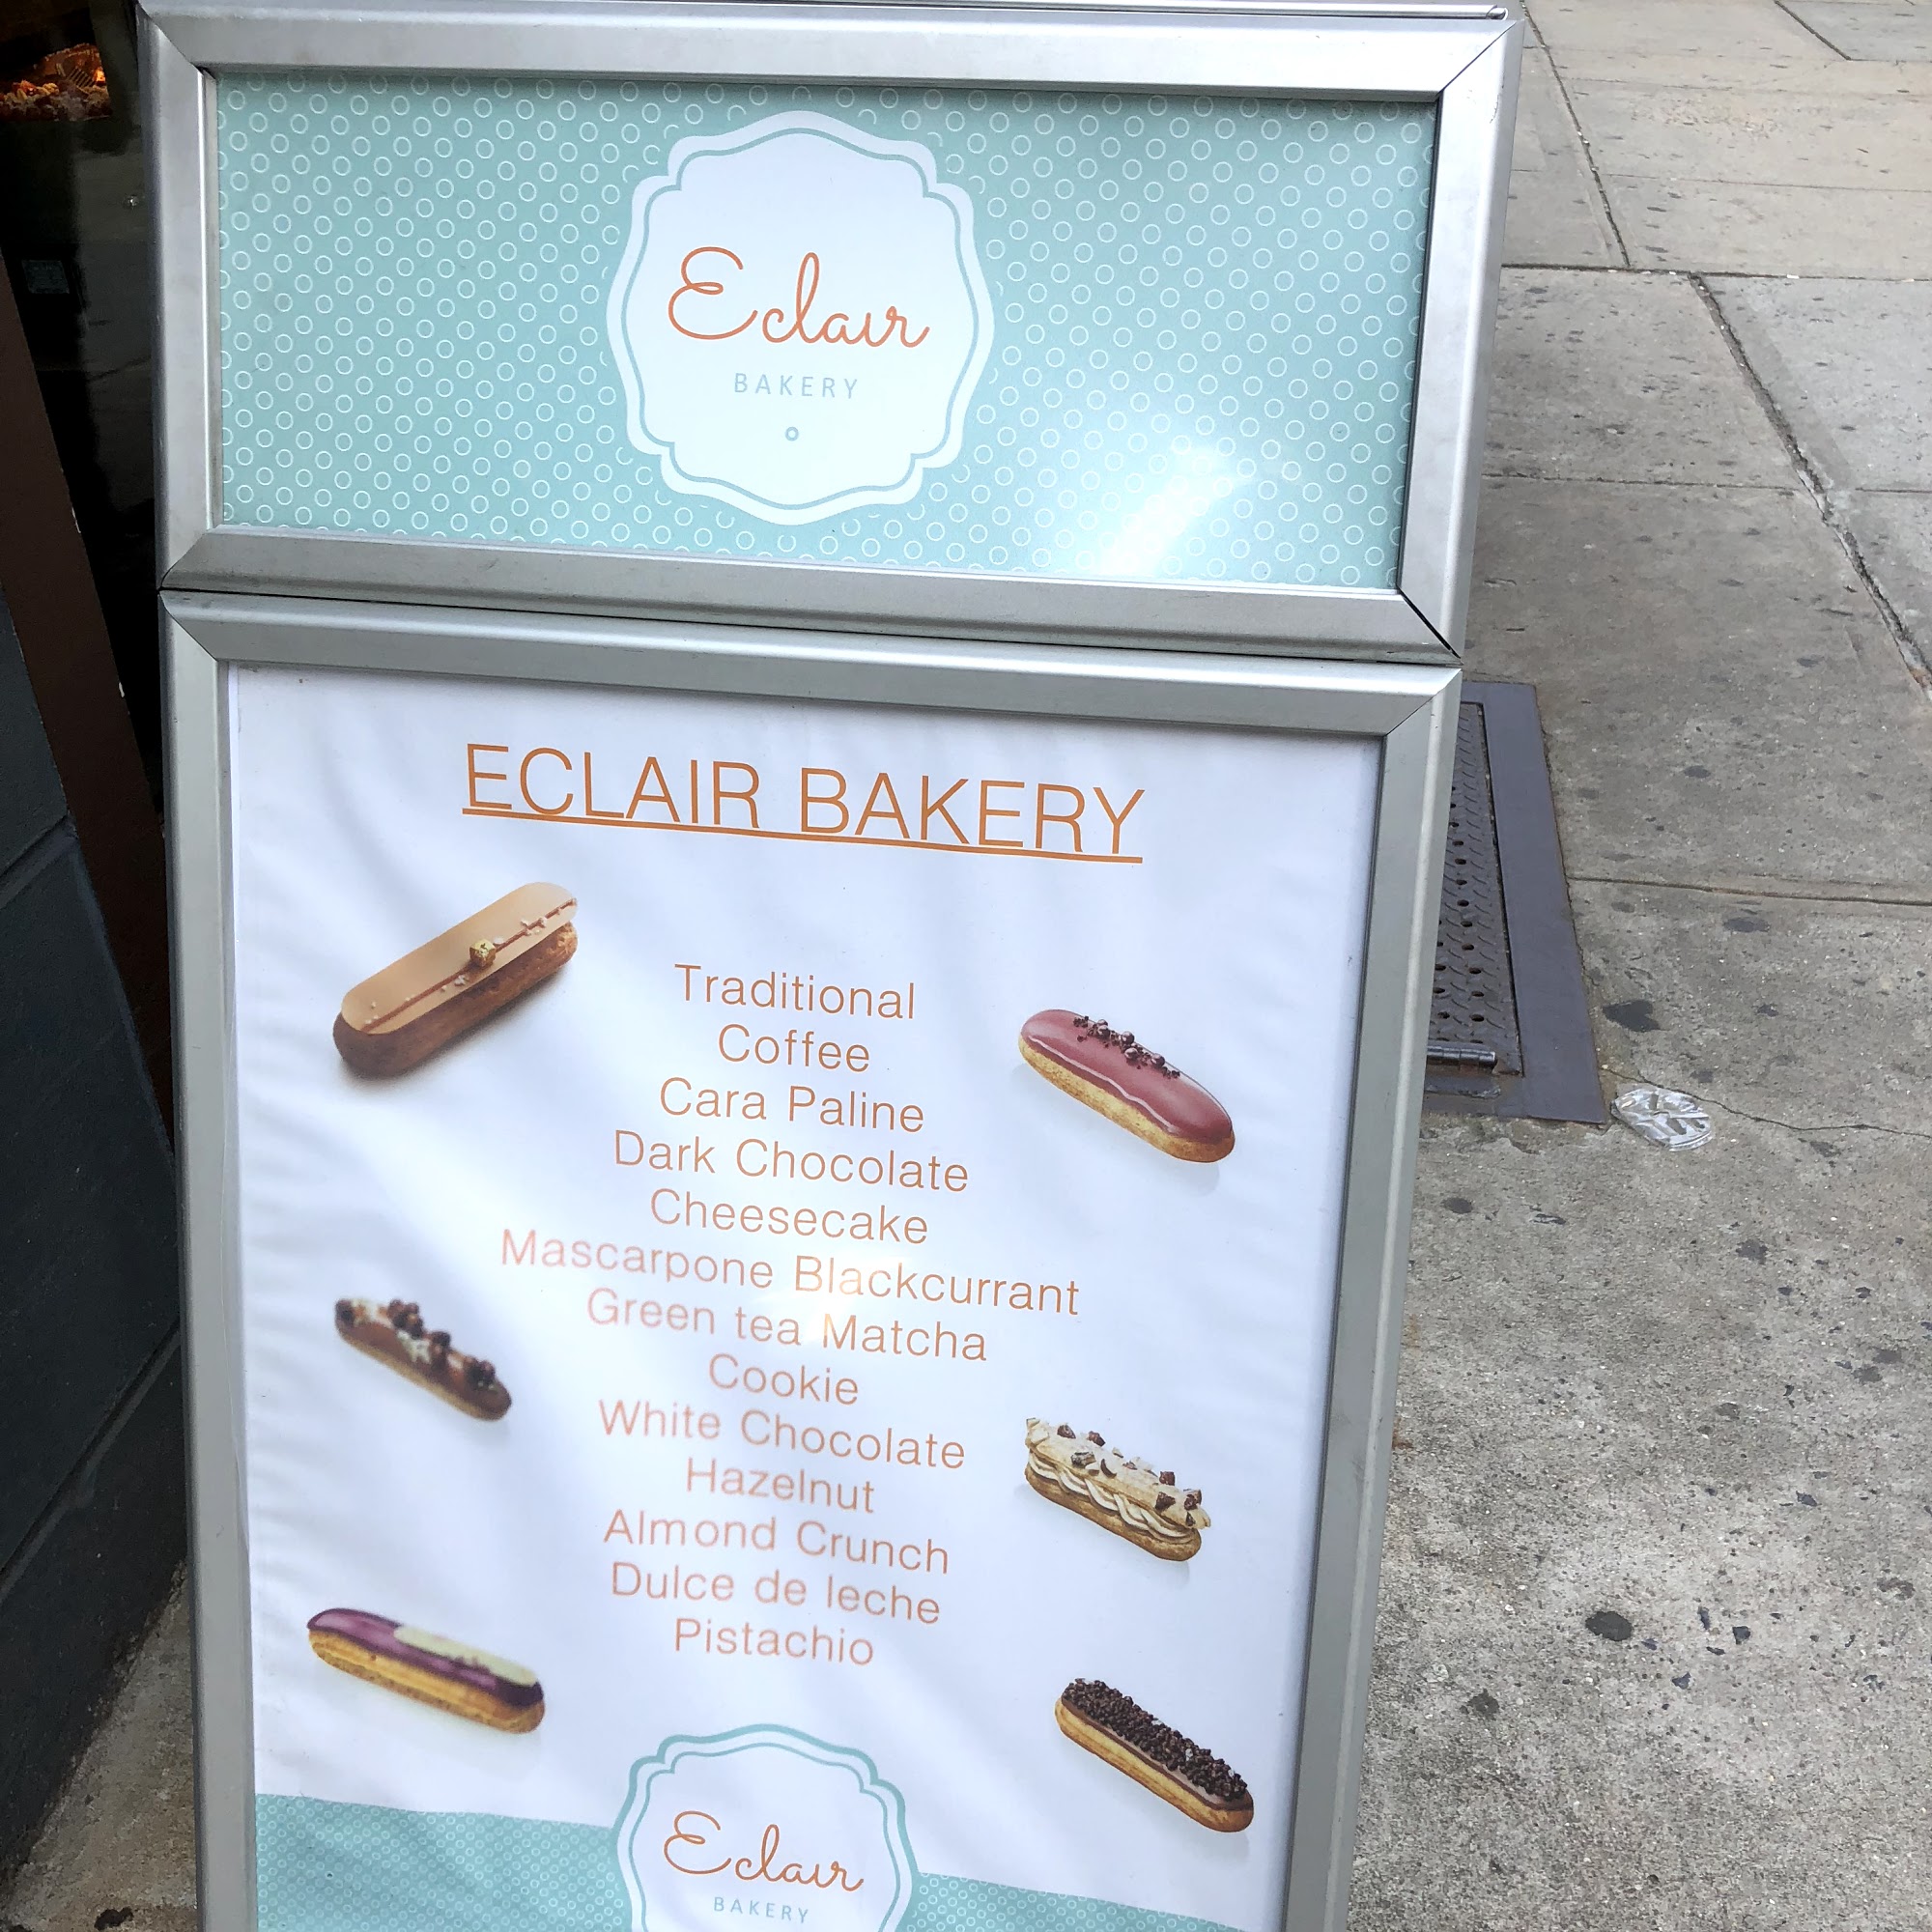 Eclair
BAKERY
ECLAIR BAKERY
Traditional
Coffee
Cara Paline
Dark Chocolate
Cheesecake
Mascarpone Blackcurrant
Green tea Matcha
Cookie
White Chocolate
Hazelnut
Almond Crunch
Dulce de leche
Pistachio
Eclair
BAKERY